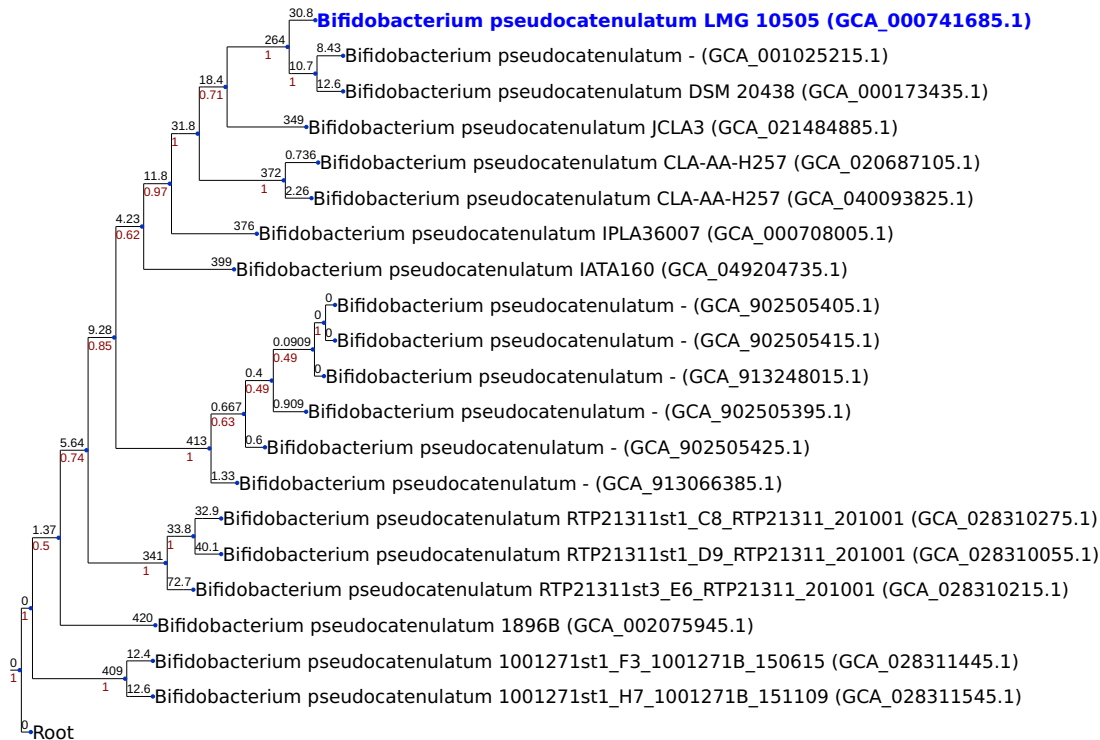 30.8
Bifidobacterium pseudocatenulatum LMG 10505 (GCA_000741685.1)
264
1
8.43
Bifidobacterium pseudocatenulatum - (GCA_001025215.1)
10.7
1
18.4
0.71
12.6
Bifidobacterium pseudocatenulatum DSM 20438 (GCA_000173435.1)
349
Bifidobacterium pseudocatenulatum JCLA3 (GCA_021484885.1)
31.8
1
0.736
Bifidobacterium pseudocatenulatum CLA-AA-H257 (GCA_020687105.1)
372
1
11.8
0.97
2.26
Bifidobacterium pseudocatenulatum CLA-AA-H257 (GCA_040093825.1)
4.23
0.62
376
Bifidobacterium pseudocatenulatum IPLA36007 (GCA_000708005.1)
399
Bifidobacterium pseudocatenulatum IATA160 (GCA_049204735.1)
0
Bifidobacterium pseudocatenulatum - (GCA_902505405.1)
0
1
9.28
0.85
0
Bifidobacterium pseudocatenulatum - (GCA_902505415.1)
0.0909
0.49
0
Bifidobacterium pseudocatenulatum - (GCA_913248015.1)
0.4
0.49
0.909
Bifidobacterium pseudocatenulatum - (GCA_902505395.1)
0.667
0.63
0.6
Bifidobacterium pseudocatenulatum - (GCA_902505425.1)
413
1
5.64
0.74
1.33
Bifidobacterium pseudocatenulatum - (GCA_913066385.1)
32.9
Bifidobacterium pseudocatenulatum RTP21311st1_C8_RTP21311_201001 (GCA_028310275.1)
33.8
1
1.37
0.5
40.1
Bifidobacterium pseudocatenulatum RTP21311st1_D9_RTP21311_201001 (GCA_028310055.1)
341
1
72.7
Bifidobacterium pseudocatenulatum RTP21311st3_E6_RTP21311_201001 (GCA_028310215.1)
0
1
420
Bifidobacterium pseudocatenulatum 1896B (GCA_002075945.1)
12.4
Bifidobacterium pseudocatenulatum 1001271st1_F3_1001271B_150615 (GCA_028311445.1)
0
1
409
1
12.6
Bifidobacterium pseudocatenulatum 1001271st1_H7_1001271B_151109 (GCA_028311545.1)
0
Root